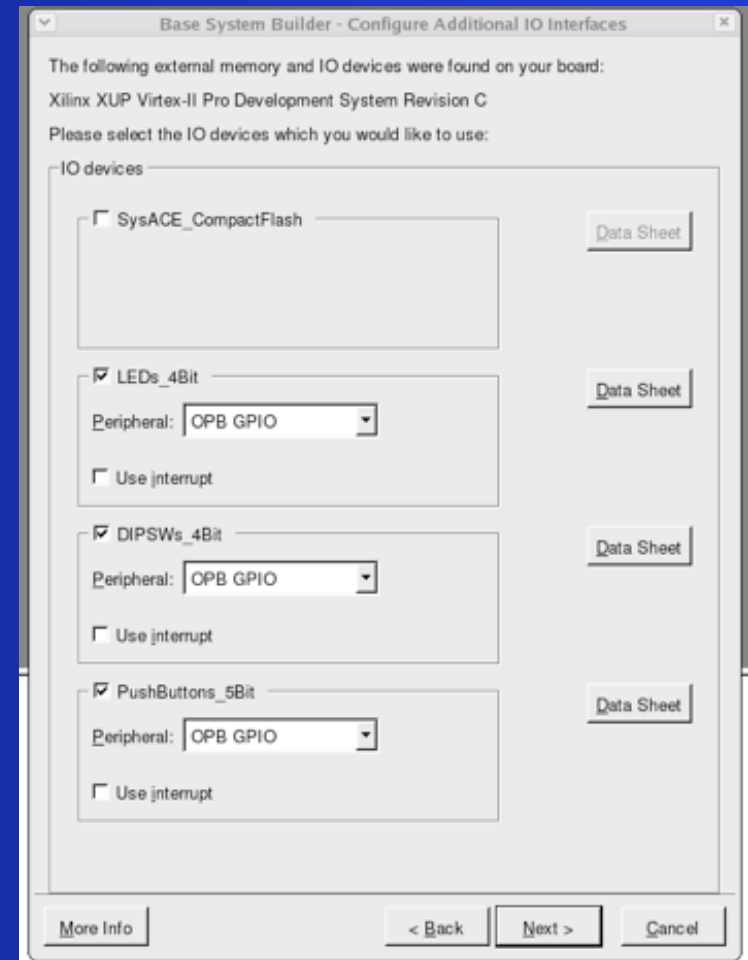 Base System Builder - Configure Additional IO Interfaces
The following external memory and IO devices were found on your board:
Xilinx XUP Virtex-II Pro Development System Revision C
Please select the IO devices which you would like to use:
IO devices
SysACE_CompactFlash
Data Sheet
LEDs_4Bit
Data Sheet
Peripheral: OPB GPIO
Use interrupt
DIPSWs_4Bit
Data Sheet
Peripheral: OPB GPIO
Use interrupt
PushButtons_5Bit
Data Sheet
Peripheral: OPB GPIO
Use interrupt
More Info < Back Next > Cancel